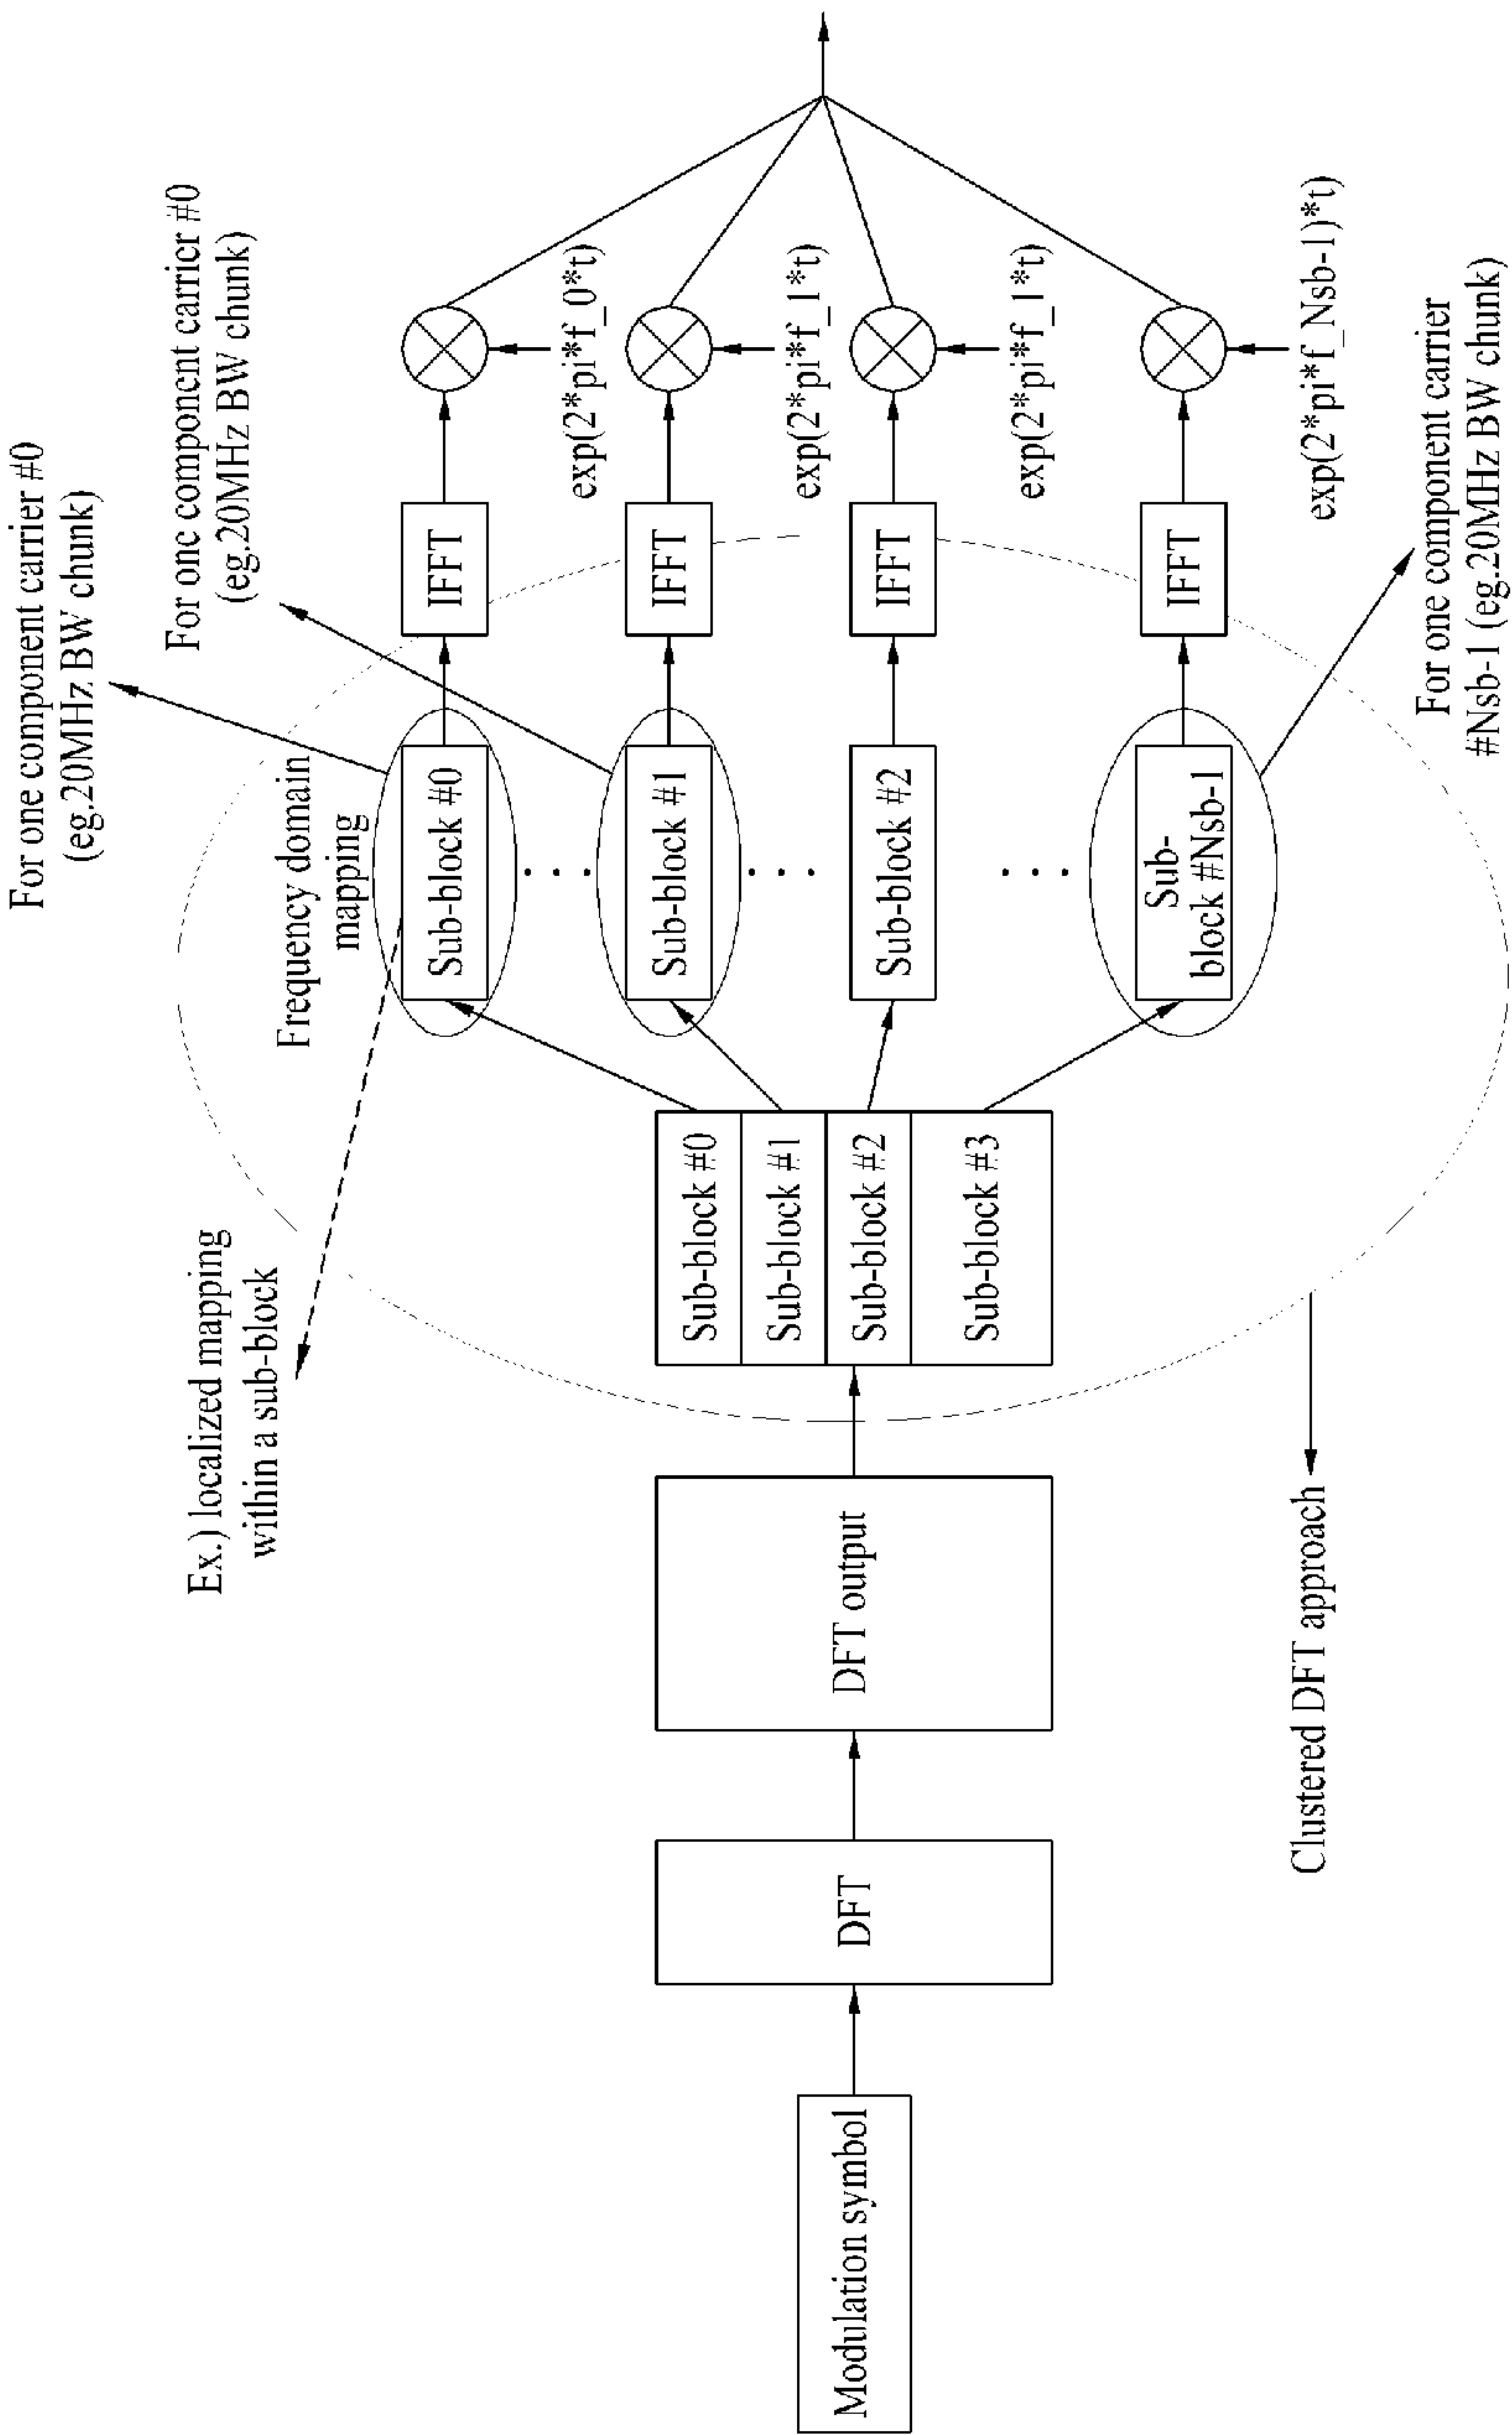 For one component carrier #0
(eg.20MHz BW chunk)
For one component carrier #0
(eg.20MHz BW chunk)
Ex.) localized mapping
within a sub-block
Frequency domain
mapping
Modulation symbol
DFT
DFT output
Sub-block #0
Sub-block #1
Sub-block #2
Sub-block #3
Sub-block #0
IFFT
exp(2*pi*f_0*t)
Sub-block #1
IFFT
exp(2*pi*f_1*t)
Sub-block #2
IFFT
exp(2*pi*f_1*t)
Sub-
block #Nsb-1
IFFT
exp(2*pi*f_Nsb-1)*t)
Clustered DFT approach
For one component carrier
#Nsb-1 (eg.20MHz BW chunk)